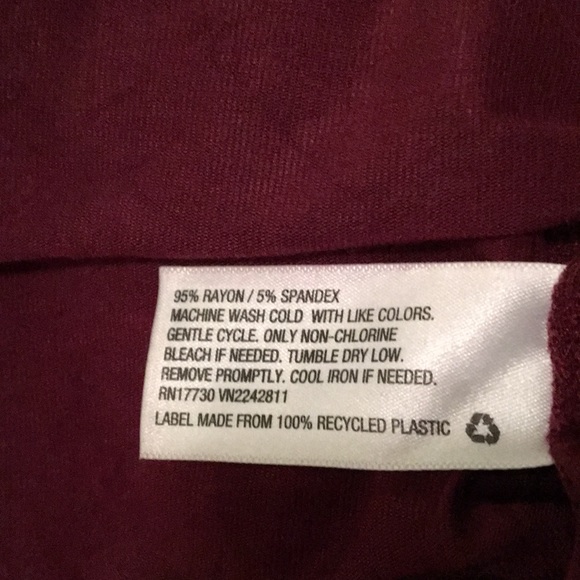 95% RAYON / 5% SPANDEX
MACHINE WASH COLD WITH LIKE COLORS.
GENTLE CYCLE. ONLY NON-CHLORINE
BLEACH IF NEEDED. TUMBLE DRY LOW.
REMOVE PROMPTLY. COOL IRON IF NEEDED.
RN17730 VN2242811
LABEL MADE FROM 100% RECYCLED PLASTIC